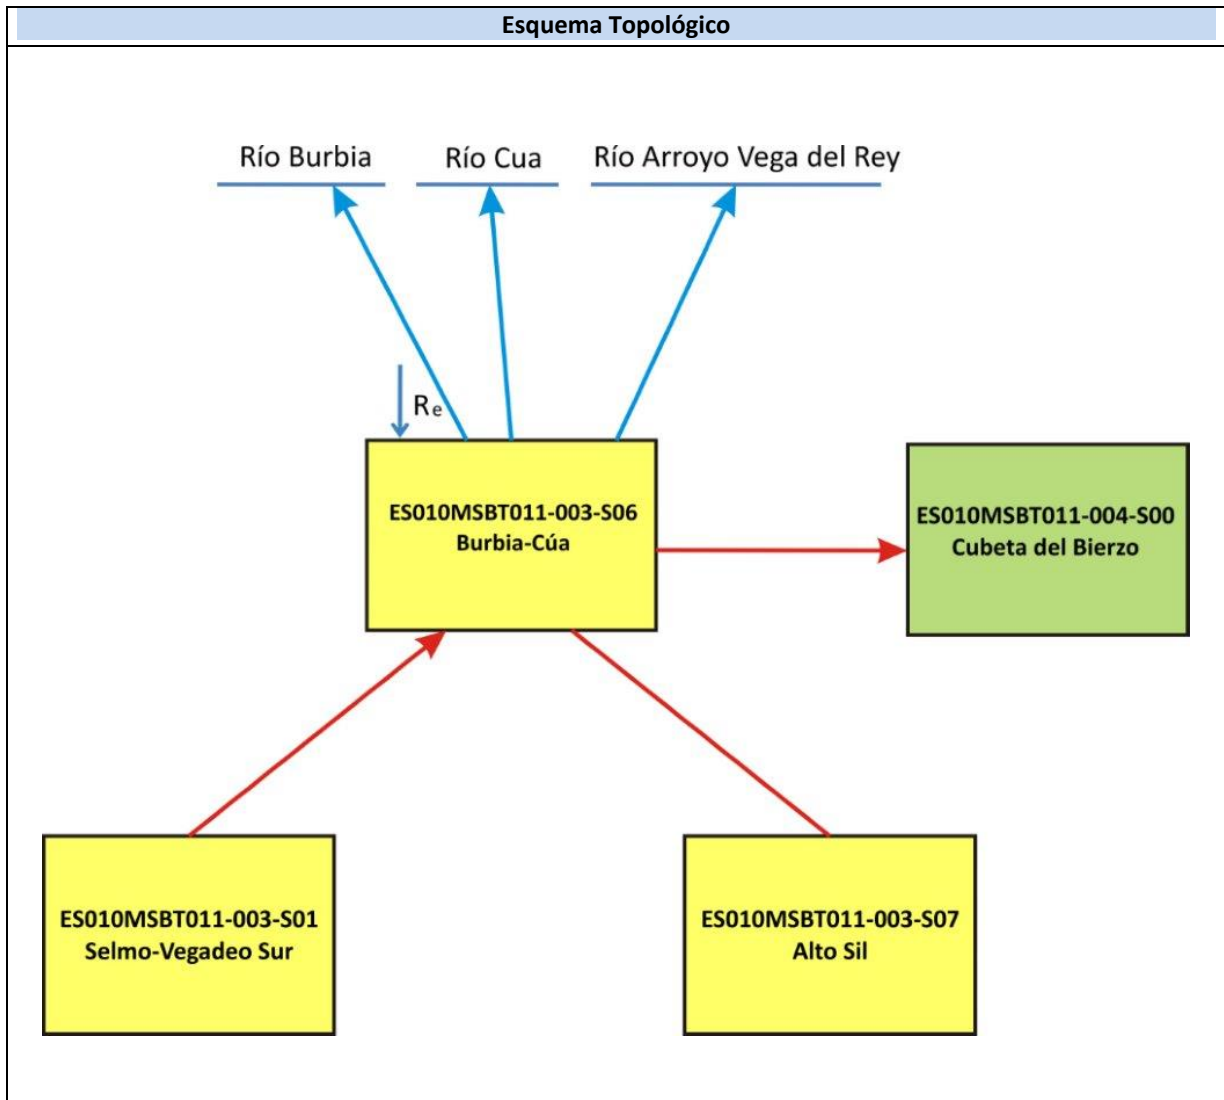 Esquema Topológico
Río Burbia
Río Cua
Río Arroyo Vega del Rey
Re
ES010MSBT011-003-S06
Burbia-Cúa
ES010MSBT011-004-S00
Cubeta del Bierzo
ES010MSBT011-003-S01
Selmo-Vegadeo Sur
ES010MSBT011-003-S07
Alto Sil